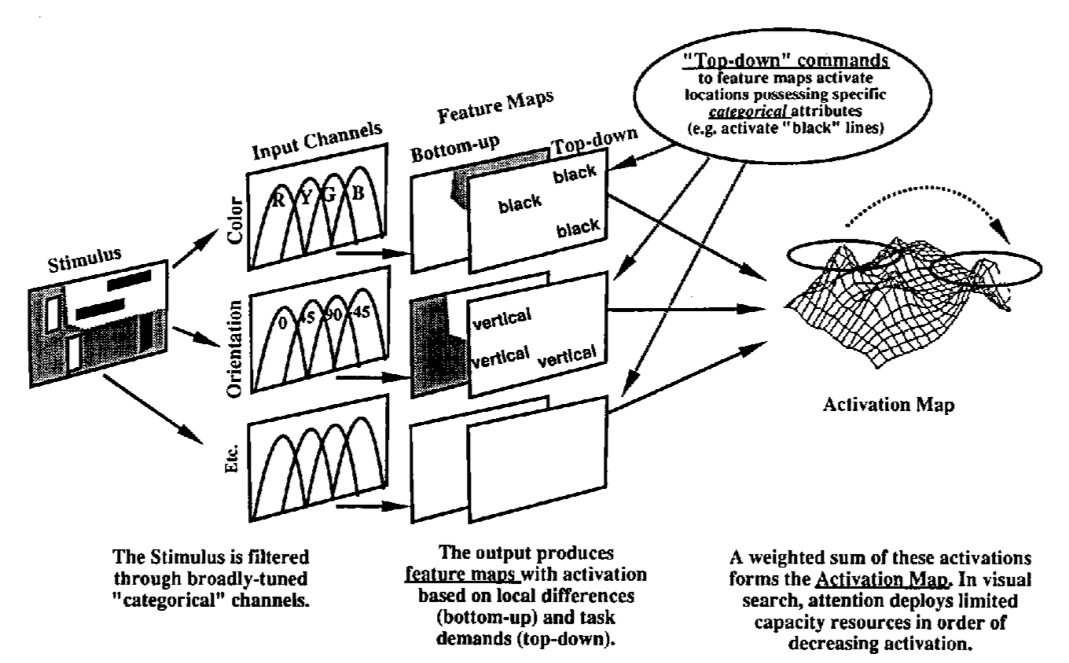 "Top-down" commands
to feature maps activate
locations possessing specific
categorical attributes
(e.g. activate "black" lines)
Feature Maps
Input Channels
Bottom-up
Top-down
Stimulus
Color
R Y G B
black
black
black
Orientation
0 45 90 -45
vertical
vertical
vertical
Etc.
Activation Map
The Stimulus is filtered
through broadly-tuned
"categorical" channels.
The output produces
feature maps with activation
based on local differences
(bottom-up) and task
demands (top-down).
A weighted sum of these activations
forms the Activation Map. In visual
search, attention deploys limited
capacity resources in order of
decreasing activation.